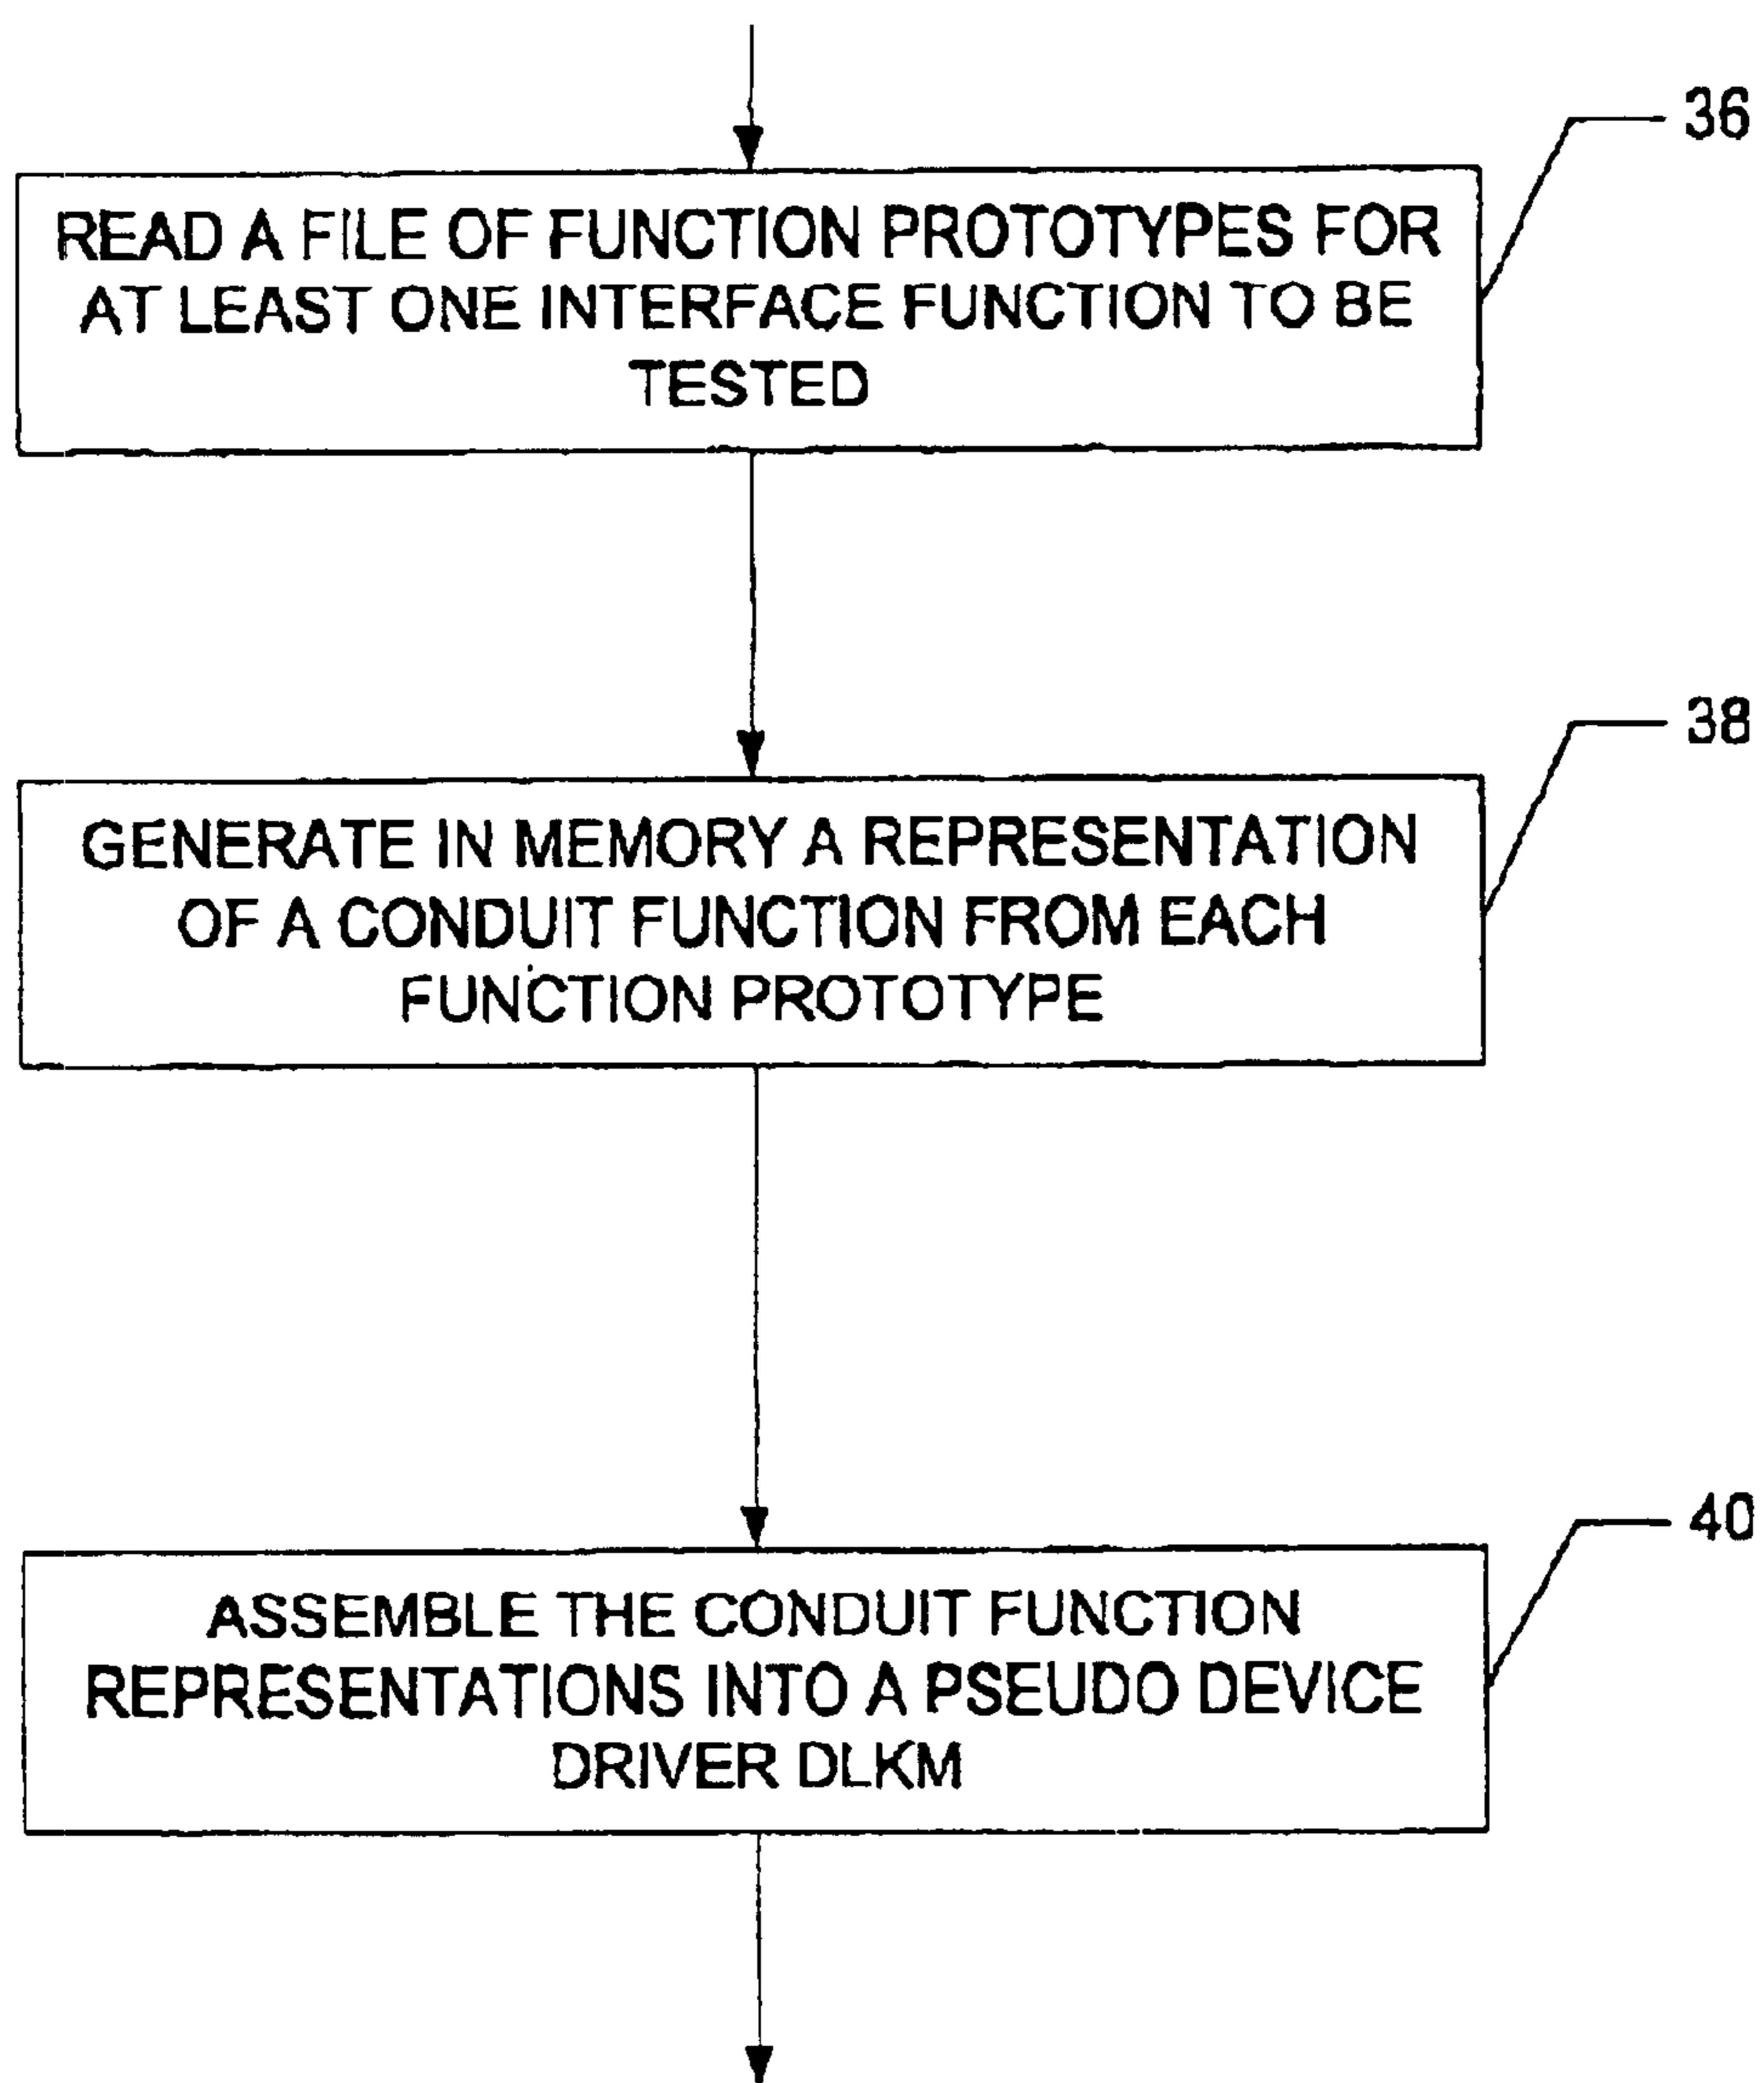 36
READ A FILE OF FUNCTION PROTOTYPES FOR
AT LEAST ONE INTERFACE FUNCTION TO BE
TESTED
38
GENERATE IN MEMORY A REPRESENTATION
OF A CONDUIT FUNCTION FROM EACH
FUNCTION PROTOTYPE
40
ASSEMBLE THE CONDUIT FUNCTION
REPRESENTATIONS INTO A PSEUDO DEVICE
DRIVER DLKM